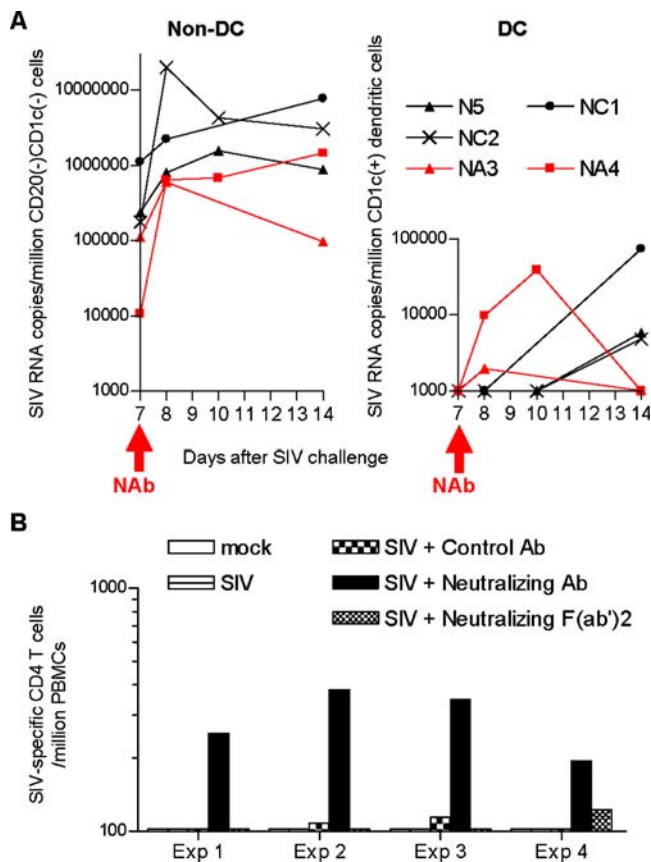 A
Non-DC
DC
SIV RNA copies/million CD20(-)CD1c(-) cells
10000000
1000000
100000
10000
1000
7 8 9 10 11 12 13 14
NAb
Days after SIV challenge
N5
NC1
NC2
NA3
NA4
SIV RNA copies/million CD1c(+) dendritic cells
100000
10000
1000
7 8 9 10 11 12 13 14
NAb
B
mock
SIV
SIV + Control Ab
SIV + Neutralizing Ab
SIV + Neutralizing F(ab')2
SIV-specific CD4 T cells
/million PBMCs
1000
100
Exp 1 Exp 2 Exp 3 Exp 4